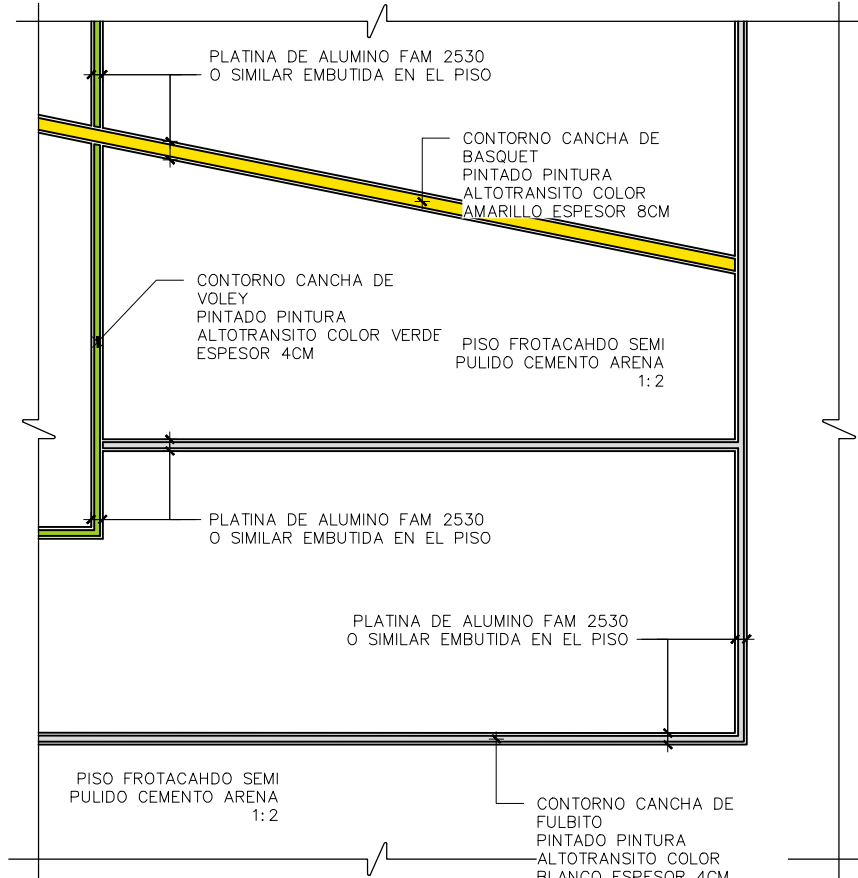 PLATINA DE ALUMINO FAM 2530
O SIMILAR EMBUTIDA EN EL PISO
CONTORNO CANCHA DE
BASQUET
PINTADO PINTURA
ALTOTRANSITO COLOR
AMARILLO ESPESOR 8CM
CONTORNO CANCHA DE
VOLEY
PINTADO PINTURA
ALTOTRANSITO COLOR VERDE
ESPESOR 4CM
PISO FROTACAHDO SEMI
PULIDO CEMENTO ARENA
1:2
PLATINA DE ALUMINO FAM 2530
O SIMILAR EMBUTIDA EN EL PISO
PLATINA DE ALUMINO FAM 2530
O SIMILAR EMBUTIDA EN EL PISO
PISO FROTACAHDO SEMI
PULIDO CEMENTO ARENA
1:2
CONTORNO CANCHA DE
FULBITO
PINTADO PINTURA
ALTOTRANSITO COLOR
BLANCO ESPESOR 4CM